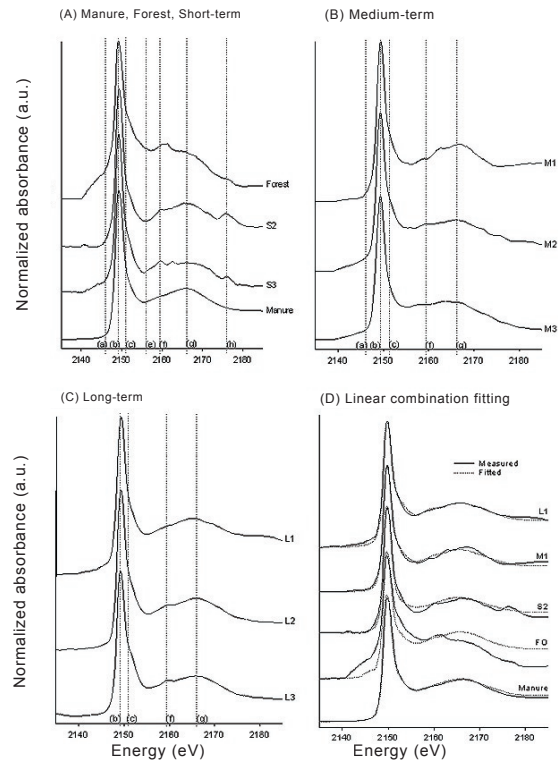 (A) Manure, Forest, Short-term
(B) Medium-term
Normalized absorbance (a.u.)
Forest
S2
S3
Manure
M1
M2
M3
(a) (b) (c) (e) (f) (g) (h)
(a) (b) (c) (f) (g)
2140 2150 2160 2170 2180
2140 2150 2160 2170 2180
(C) Long-term
(D) Linear combination fitting
Normalized absorbance (a.u.)
L1
L2
L3
Measured
Fitted
L1
M1
S2
FO
Manure
(b) (c) (f) (g)
2140 2150 2160 2170 2180
2140 2150 2160 2170 2180
Energy (eV)
Energy (eV)